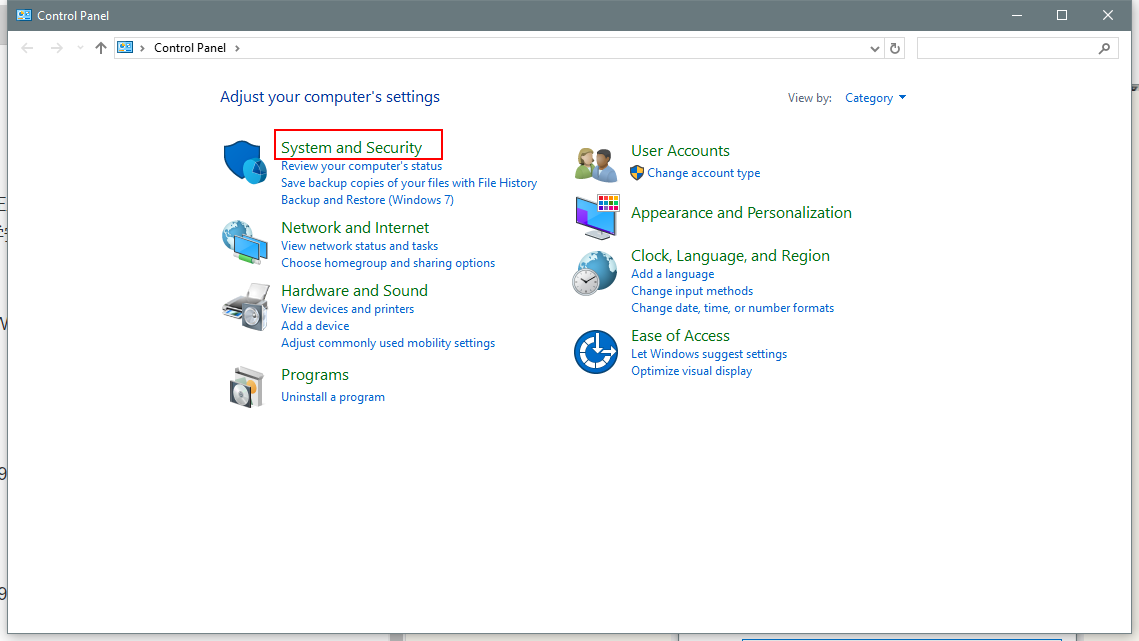 Control Panel
Control Panel
Adjust your computer's settings
View by: Category
System and Security
Review your computer's status
Save backup copies of your files with File History
Backup and Restore (Windows 7)
Network and Internet
View network status and tasks
Choose homegroup and sharing options
Hardware and Sound
View devices and printers
Add a device
Adjust commonly used mobility settings
Programs
Uninstall a program
User Accounts
Change account type
Appearance and Personalization
Clock, Language, and Region
Add a language
Change input methods
Change date, time, or number formats
Ease of Access
Let Windows suggest settings
Optimize visual display